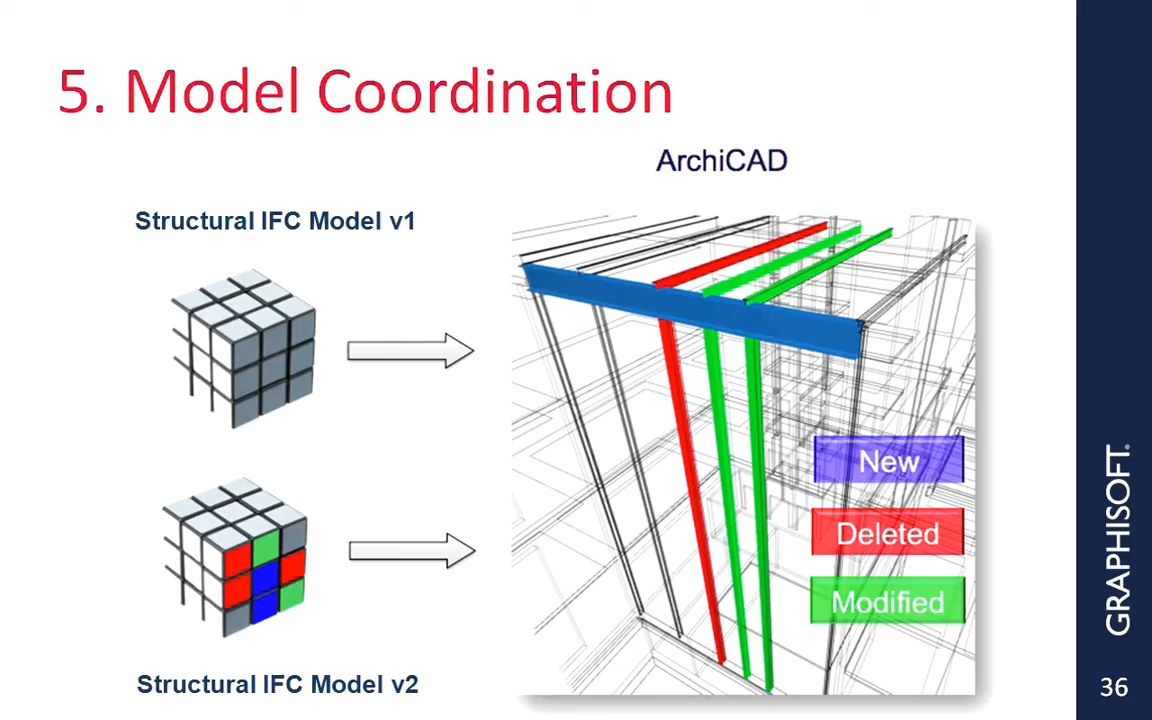 5. Model Coordination
ArchiCAD
Structural IFC Model v1
New
Deleted
Modified
Structural IFC Model v2
GRAPHISOFT.
36